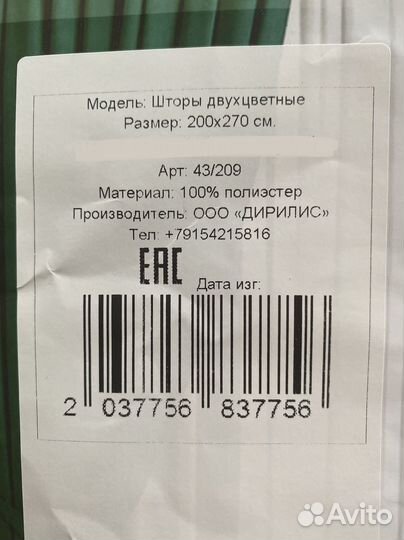 Модель: Шторы двухцветные
Размер: 200х270 см.
Арт: 43/209
Материал: 100% полиэстер
Производитель: ООО «ДИРИЛИС»
Тел: +79154215816
ЕАС
Дата изг:
2 037756 837756
Avito